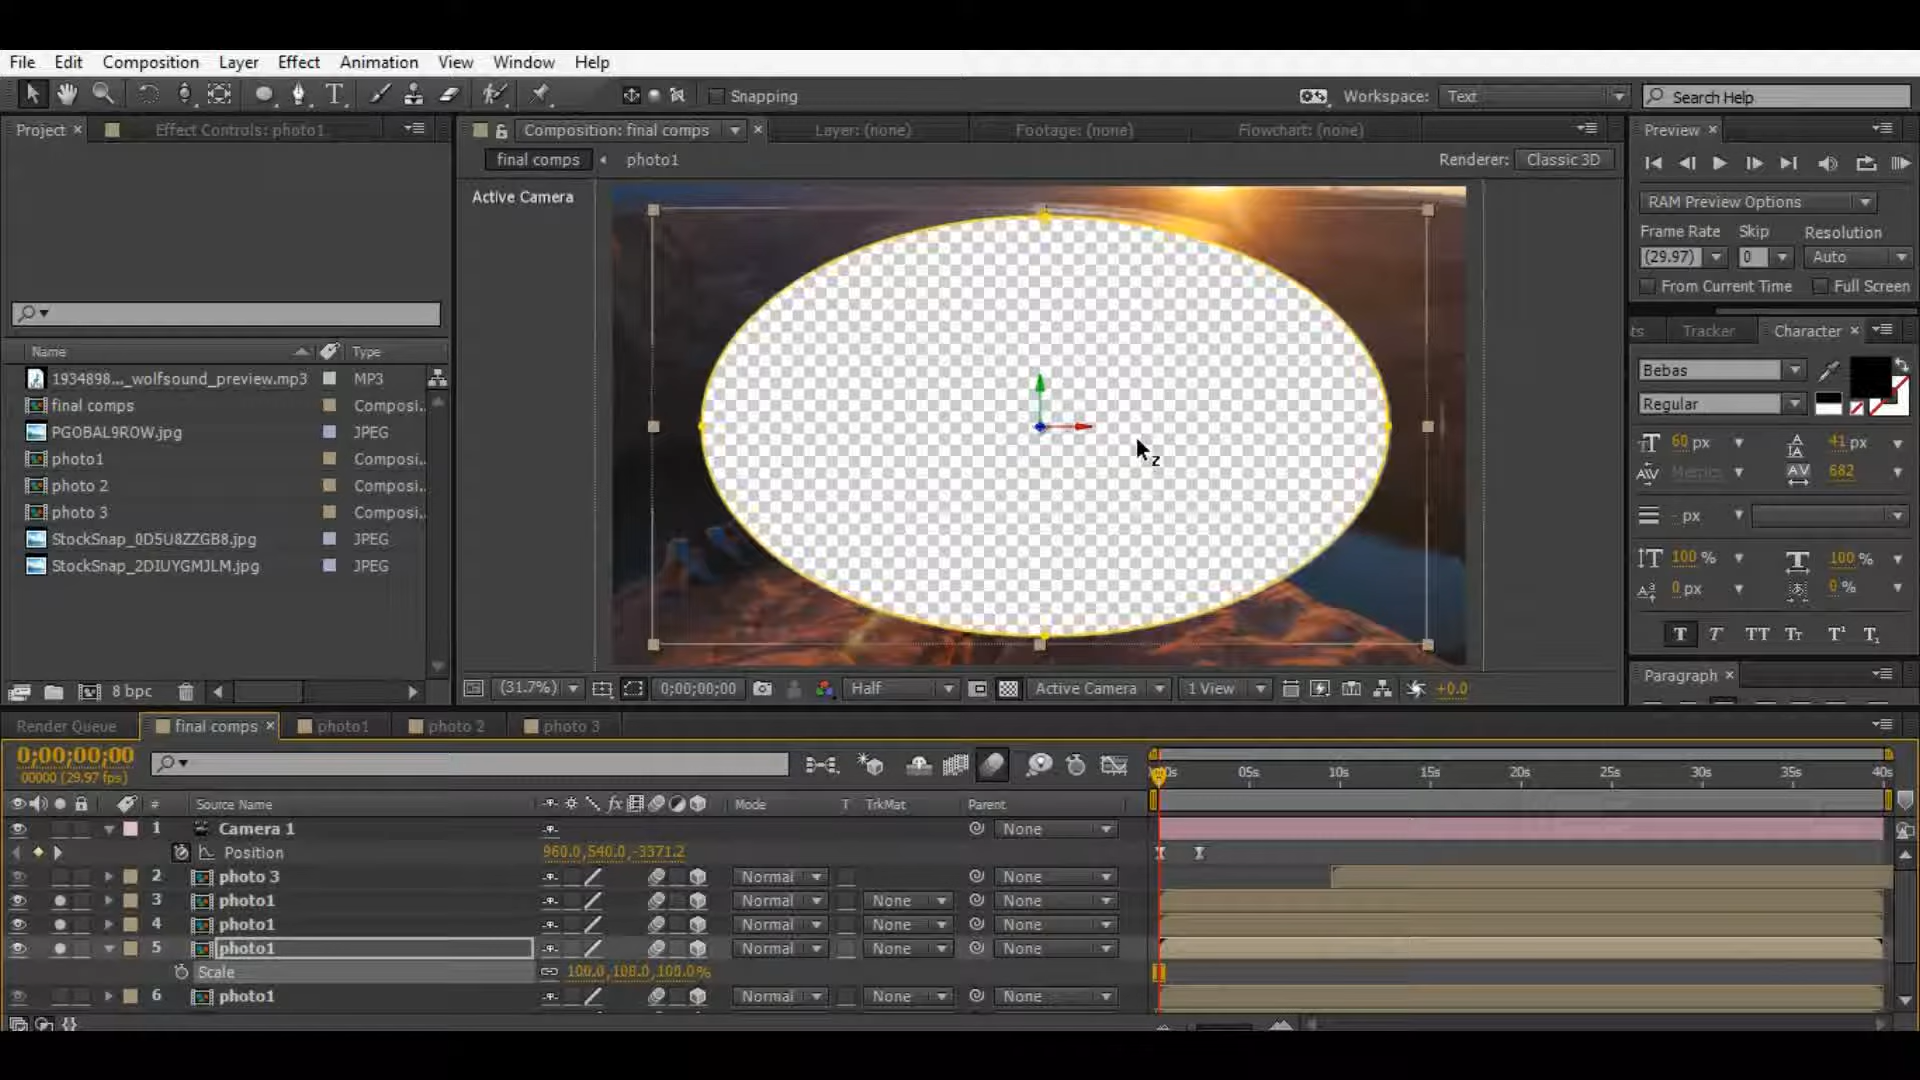 File Edit Composition Layer Effect Animation View Window Help
Snapping Workspace: Text Search Help
Project × Effect Controls: photo1 Composition: final comps × Layer: (none) Footage: (none) Flowchart: (none) Preview ×
final comps photo1 Renderer: Classic 3D
Active Camera
RAM Preview Options
Frame Rate Skip Resolution
(29.97) 0 Auto
From Current Time Full Screen
ts Tracker Character ×
Name Type
1934898..._wolfsound_preview.mp3 MP3
final comps Composi..
PGOBAL9ROW.jpg JPEG
photo1 Composi..
photo 2 Composi..
photo 3 Composi..
StockSnap_0D5U8ZZGB8.jpg JPEG
StockSnap_2DIUYGMJLM.jpg JPEG
Bebas
Regular
60 px 41 px
Metrics 682
- px
100 % 100 %
0 px 0 %
T T TT Tт T¹ T₁
Paragraph ×
8 bpc (31.7%) 0;00;00;00 Half Active Camera 1 View +0.0
Render Queue final comps × photo1 photo 2 photo 3
0;00;00;00
00000 (29.97 fps)
05s 10s 15s 20s 25s 30s 35s 40s
# Source Name fx Mode T TrkMat Parent
1 Camera 1 None
Position 960.0,540.0,-3371.2
2 photo 3 Normal None
3 photo1 Normal None None
4 photo1 Normal None None
5 photo1 Normal None None
Scale 100.0,100.0,100.0%
6 photo1 Normal None None